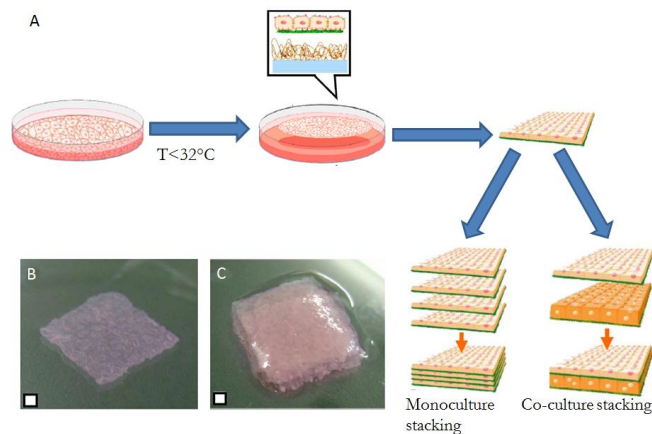 A
T<32°C
B
C
Monoculture
stacking
Co-culture stacking